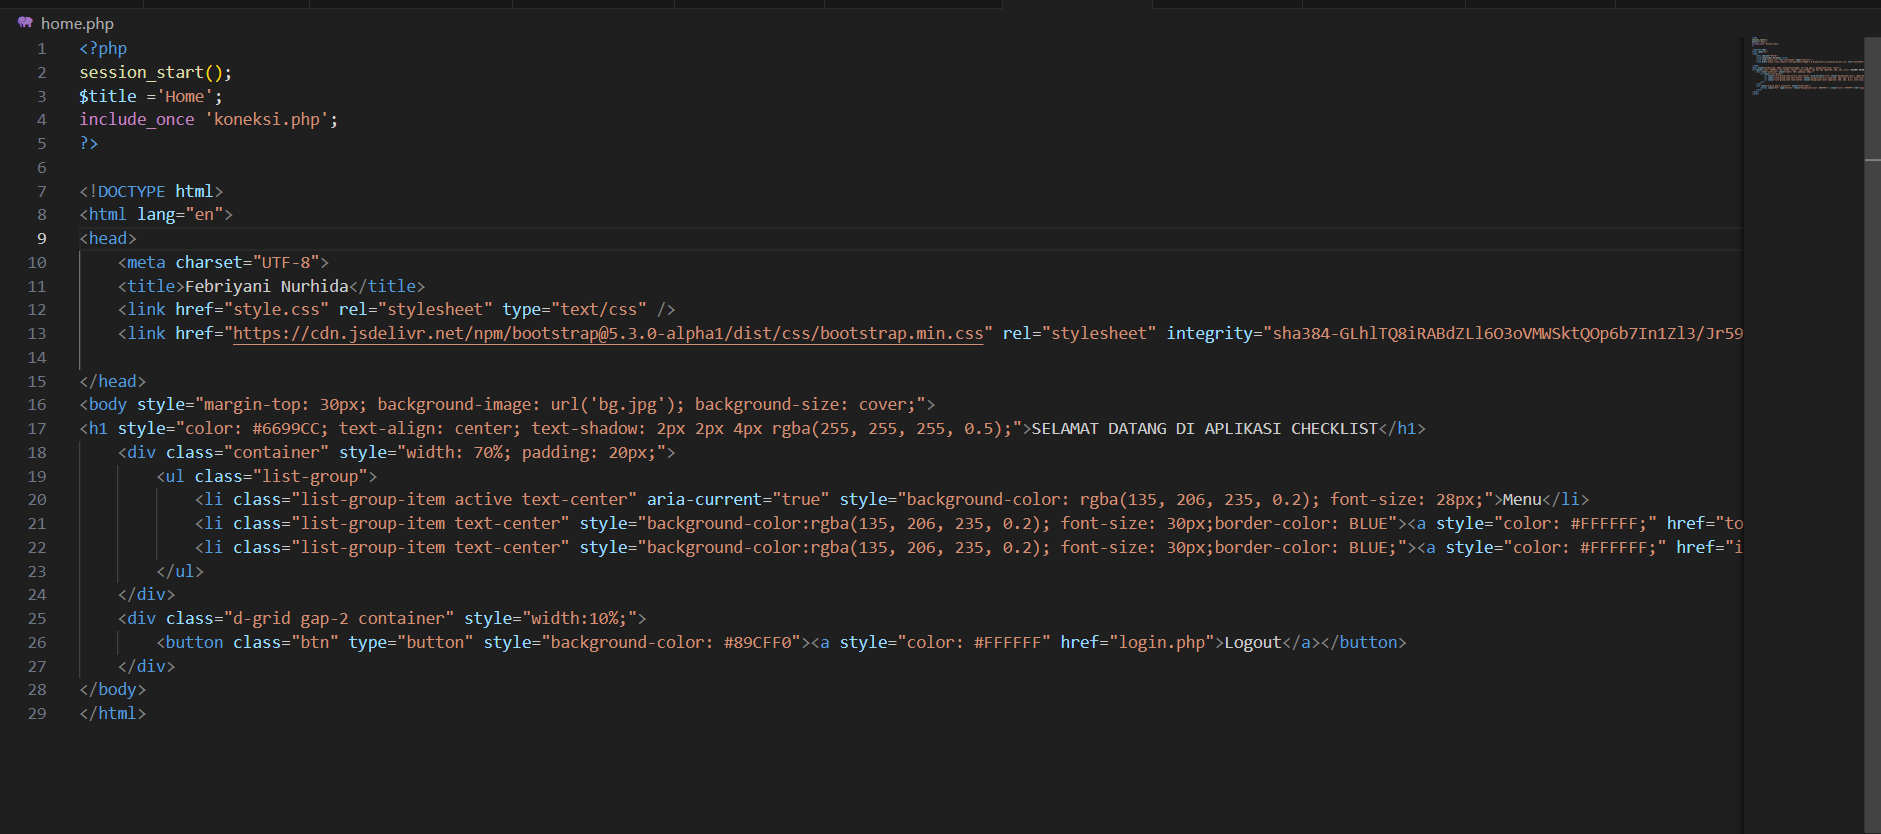 home.php
1 <?php
2 session_start();
3 $title ='Home';
4 include_once 'koneksi.php';
5 ?>
6
7 <!DOCTYPE html>
8 <html lang="en">
9 <head>
10 <meta charset="UTF-8">
11 <title>Febriyani Nurhida</title>
12 <link href="style.css" rel="stylesheet" type="text/css" />
13 <link href="https://cdn.jsdelivr.net/npm/bootstrap@5.3.0-alpha1/dist/css/bootstrap.min.css" rel="stylesheet" integrity="sha384-GLhlTQ8iRABdZLl6O3oVMWSktQOp6b7In1Zl3/Jr59
14
15 </head>
16 <body style="margin-top: 30px; background-image: url('bg.jpg'); background-size: cover;">
17 <h1 style="color: #6699CC; text-align: center; text-shadow: 2px 2px 4px rgba(255, 255, 255, 0.5);">SELAMAT DATANG DI APLIKASI CHECKLIST</h1>
18 <div class="container" style="width: 70%; padding: 20px;">
19 <ul class="list-group">
20 <li class="list-group-item active text-center" aria-current="true" style="background-color: rgba(135, 206, 235, 0.2); font-size: 28px;">Menu</li>
21 <li class="list-group-item text-center" style="background-color:rgba(135, 206, 235, 0.2); font-size: 30px;border-color: BLUE"><a style="color: #FFFFFF;" href="to
22 <li class="list-group-item text-center" style="background-color:rgba(135, 206, 235, 0.2); font-size: 30px;border-color: BLUE;"><a style="color: #FFFFFF;" href="i
23 </ul>
24 </div>
25 <div class="d-grid gap-2 container" style="width:10%;">
26 <button class="btn" type="button" style="background-color: #89CFF0"><a style="color: #FFFFFF" href="login.php">Logout</a></button>
27 </div>
28 </body>
29 </html>